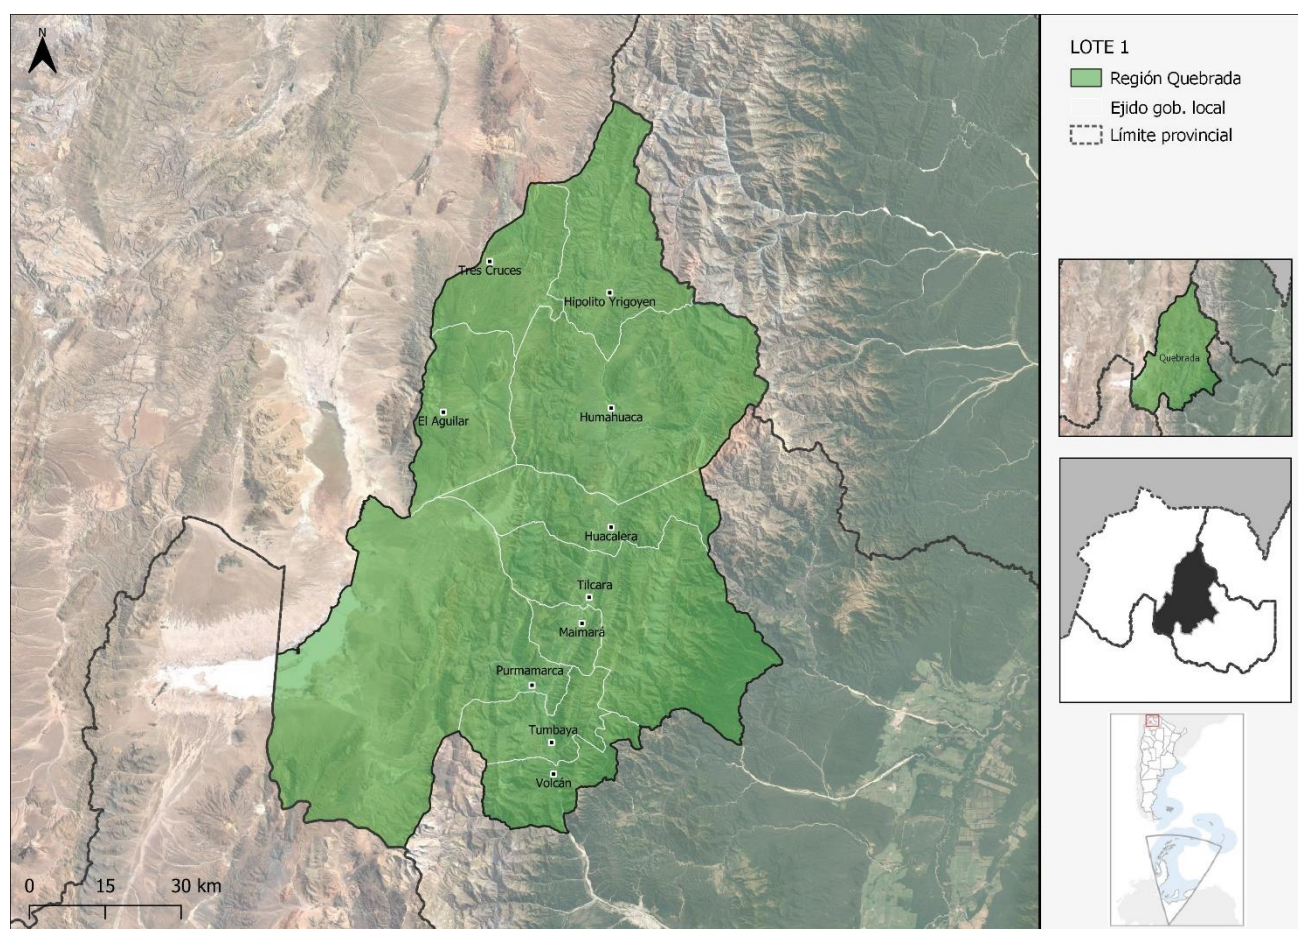 N
Tres Cruces
Hipolito Yrigoyen
El Aguilar
Humahuaca
Huacalera
Tilcara
Maimará
Purmamarca
Tumbaya
Volcán
0 15 30 km
LOTE 1
Región Quebrada
Ejido gob. local
Límite provincial
Quebrada